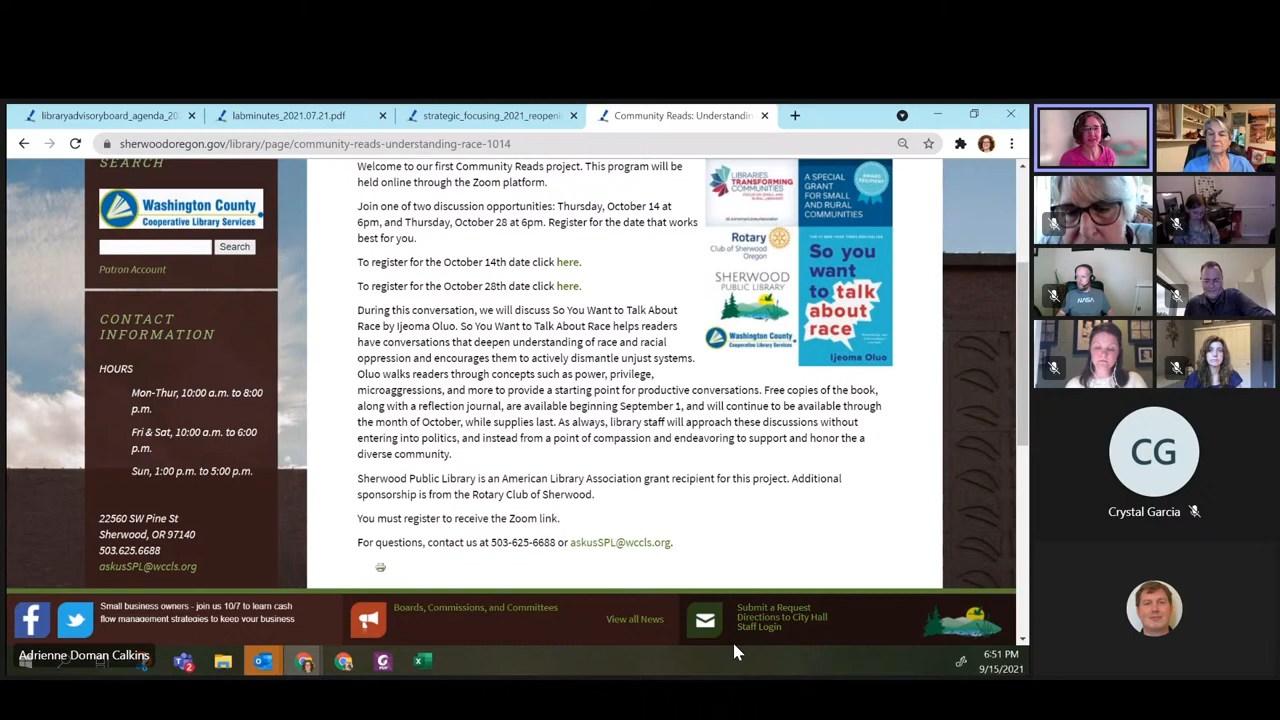 libraryadvisoryboard_agenda_20
labminutes_2021.07.21.pdf
strategic_focusing_2021_reopeni
Community Reads: Understandin
sherwoodoregon.gov/library/page/community-reads-understanding-race-1014
SEARCH
Washington County
Cooperative Library Services
Search
Patron Account
CONTACT
INFORMATION
HOURS
Mon-Thur, 10:00 a.m. to 8:00
p.m.
Fri & Sat, 10:00 a.m. to 6:00
p.m.
Sun, 1:00 p.m. to 5:00 p.m.
22560 SW Pine St
Sherwood, OR 97140
503.625.6688
askusSPL@wccls.org
Welcome to our first Community Reads project. This program will be
held online through the Zoom platform.
Join one of two discussion opportunities: Thursday, October 14 at
6pm, and Thursday, October 28 at 6pm. Register for the date that works
best for you.
To register for the October 14th date click here.
To register for the October 28th date click here.
During this conversation, we will discuss So You Want to Talk About
Race by Ijeoma Oluo. So You Want to Talk About Race helps readers
have conversations that deepen understanding of race and racial
oppression and encourages them to actively dismantle unjust systems.
Oluo walks readers through concepts such as power, privilege,
microaggressions, and more to provide a starting point for productive conversations. Free copies of the book,
along with a reflection journal, are available beginning September 1, and will continue to be available through
the month of October, while supplies last. As always, library staff will approach these discussions without
entering into politics, and instead from a point of compassion and endeavoring to support and honor the a
diverse community.
Sherwood Public Library is an American Library Association grant recipient for this project. Additional
sponsorship is from the Rotary Club of Sherwood.
You must register to receive the Zoom link.
For questions, contact us at 503-625-6688 or askusSPL@wccls.org.
LIBRARIES
TRANSFORMING
COMMUNITIES
A SPECIAL
GRANT FOR
SMALL
AND RURAL
COMMUNITIES
Rotary
Club of Sherwood
Oregon
SHERWOOD
PUBLIC LIBRARY
Washington County
Cooperative Library Services
So you
want
to talk
about
race
Ijeoma Oluo
Small business owners - join us 10/7 to learn cash
flow management strategies to keep your business
Boards, Commissions, and Committees
View all News
Submit a Request
Directions to City Hall
Staff Login
Adrienne Doman Calkins
6:51 PM
9/15/2021
NASA
CG
Crystal Garcia